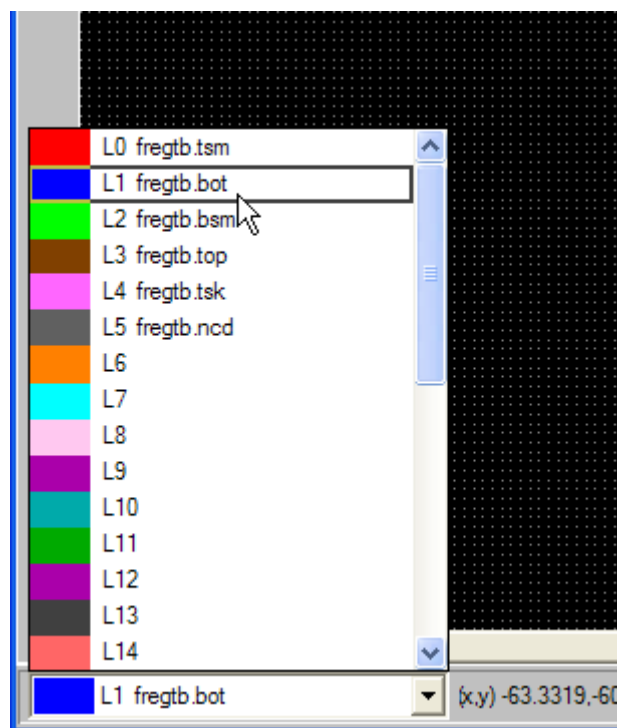 L0 fregtb.tsm
L1 fregtb.bot
L2 fregtb.bsm
L3 fregtb.top
L4 fregtb.tsk
L5 fregtb.ncd
L6
L7
L8
L9
L10
L11
L12
L13
L14
L1 fregtb.bot (x,y) -63.3319,-60